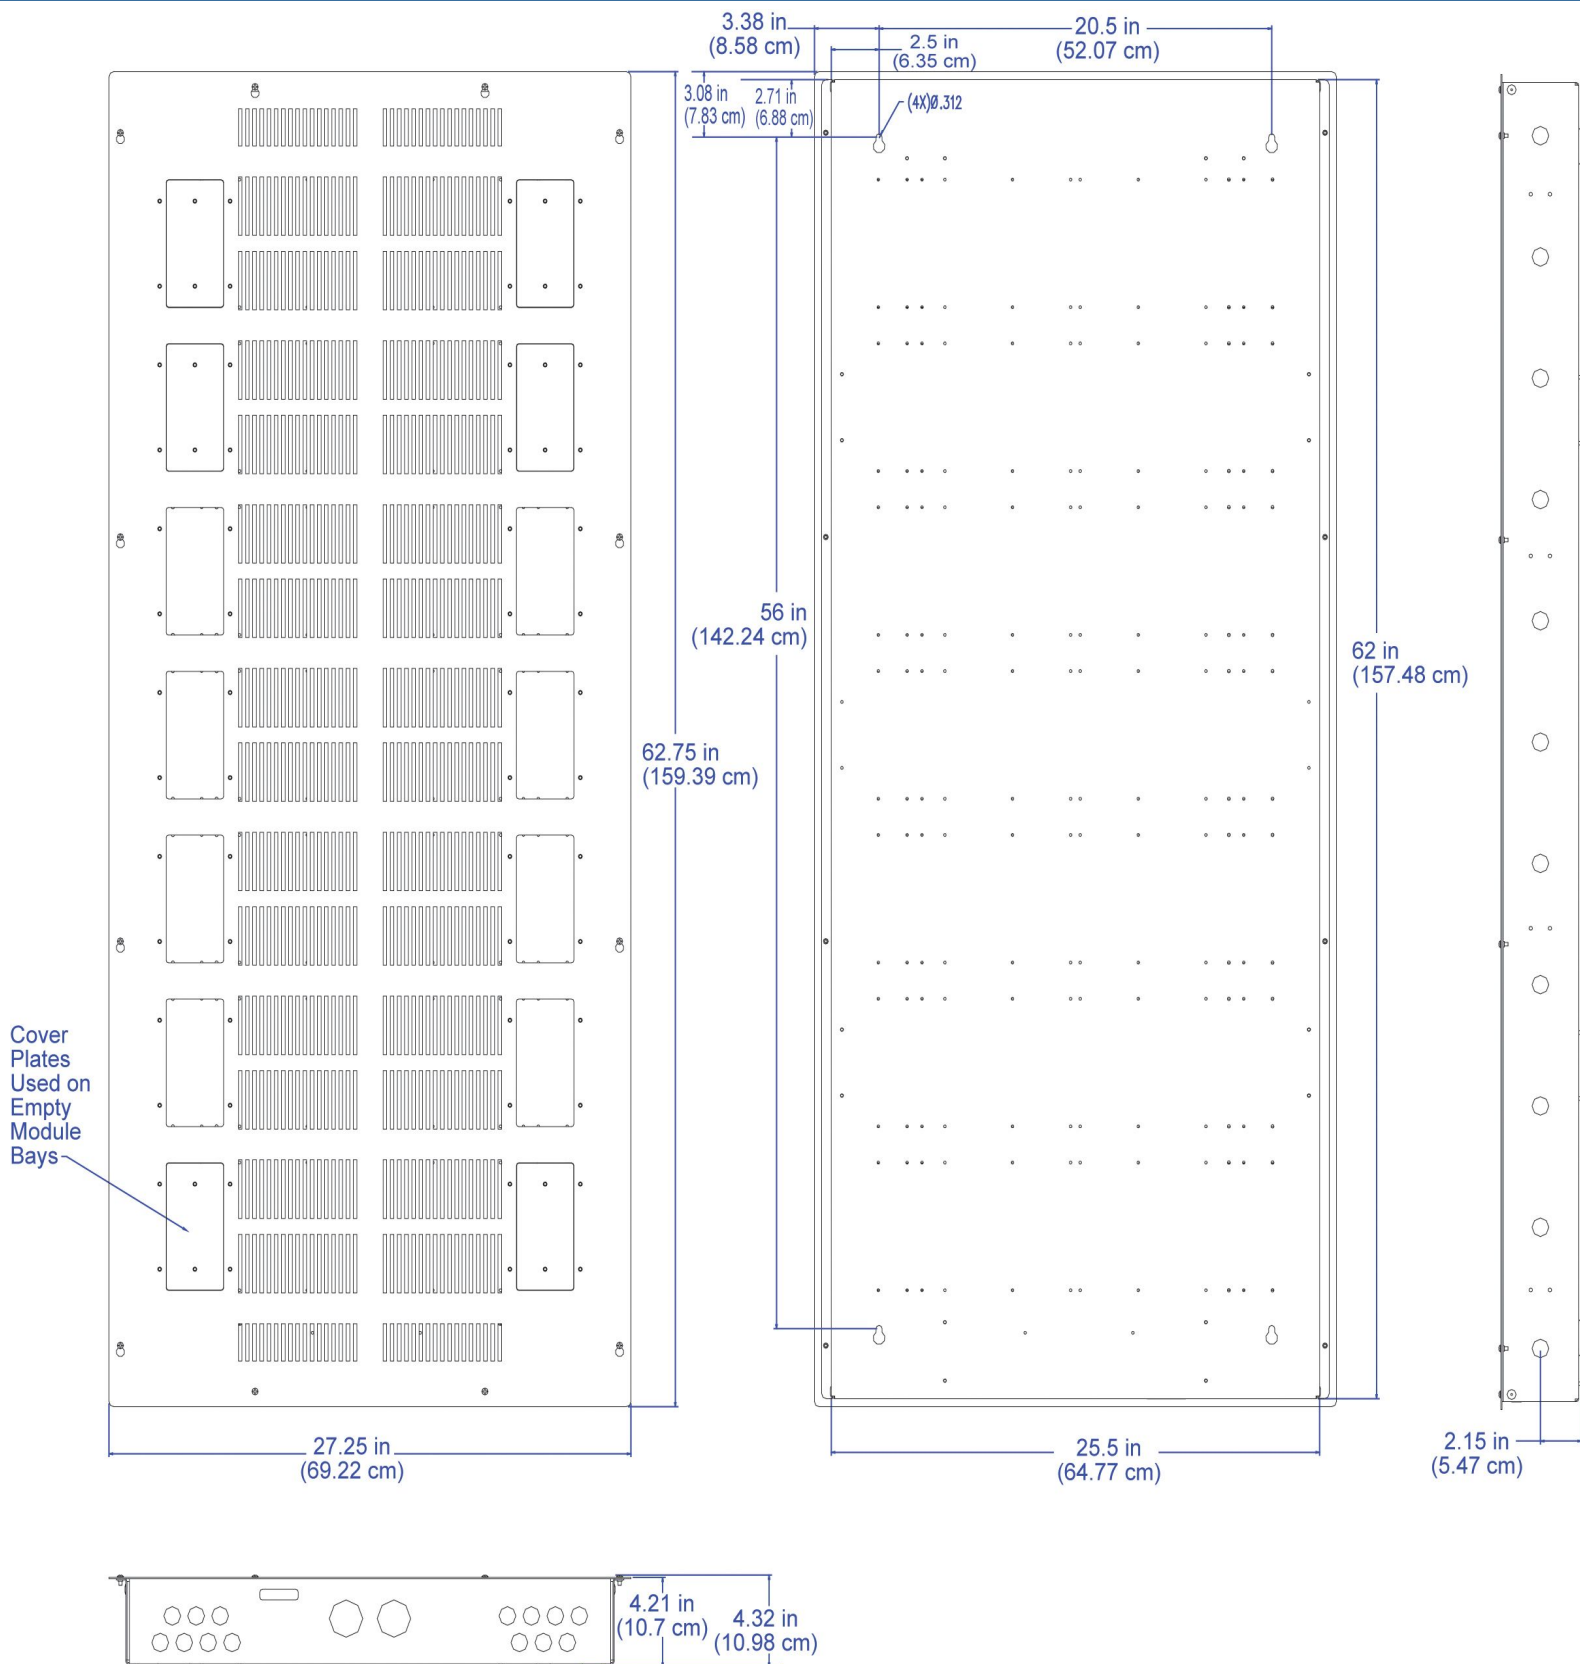 3.38 in
(8.58 cm)
20.5 in
(52.07 cm)
2.5 in
(6.35 cm)
3.08 in
(7.83 cm)
2.71 in
(6.88 cm)
(4X)Ø.312
56 in
(142.24 cm)
62 in
(157.48 cm)
62.75 in
(159.39 cm)
Cover
Plates
Used on
Empty
Module
Bays
27.25 in
(69.22 cm)
25.5 in
(64.77 cm)
2.15 in
(5.47 cm)
4.21 in
(10.7 cm)
4.32 in
(10.98 cm)